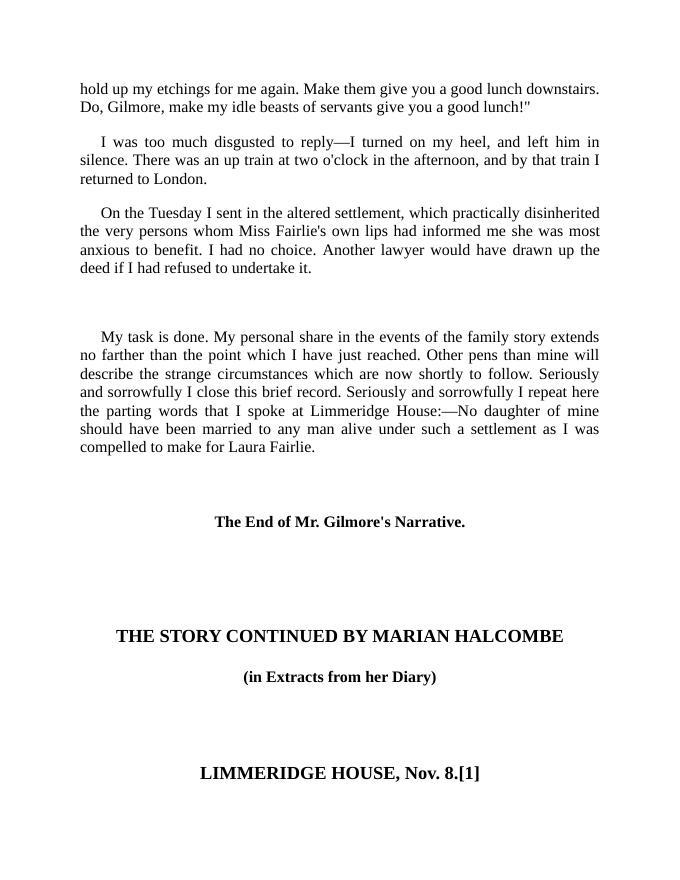 hold up my etchings for me again. Make them give you a good lunch downstairs.
Do, Gilmore, make my idle beasts of servants give you a good lunch!"
I was too much disgusted to reply—I turned on my heel, and left him in
silence. There was an up train at two o'clock in the afternoon, and by that train I
returned to London.
On the Tuesday I sent in the altered settlement, which practically disinherited
the very persons whom Miss Fairlie's own lips had informed me she was most
anxious to benefit. I had no choice. Another lawyer would have drawn up the
deed if I had refused to undertake it.
My task is done. My personal share in the events of the family story extends
no farther than the point which I have just reached. Other pens than mine will
describe the strange circumstances which are now shortly to follow. Seriously
and sorrowfully I close this brief record. Seriously and sorrowfully I repeat here
the parting words that I spoke at Limmeridge House:—No daughter of mine
should have been married to any man alive under such a settlement as I was
compelled to make for Laura Fairlie.
The End of Mr. Gilmore's Narrative.
THE STORY CONTINUED BY MARIAN HALCOMBE
(in Extracts from her Diary)
LIMMERIDGE HOUSE, Nov. 8.[1]